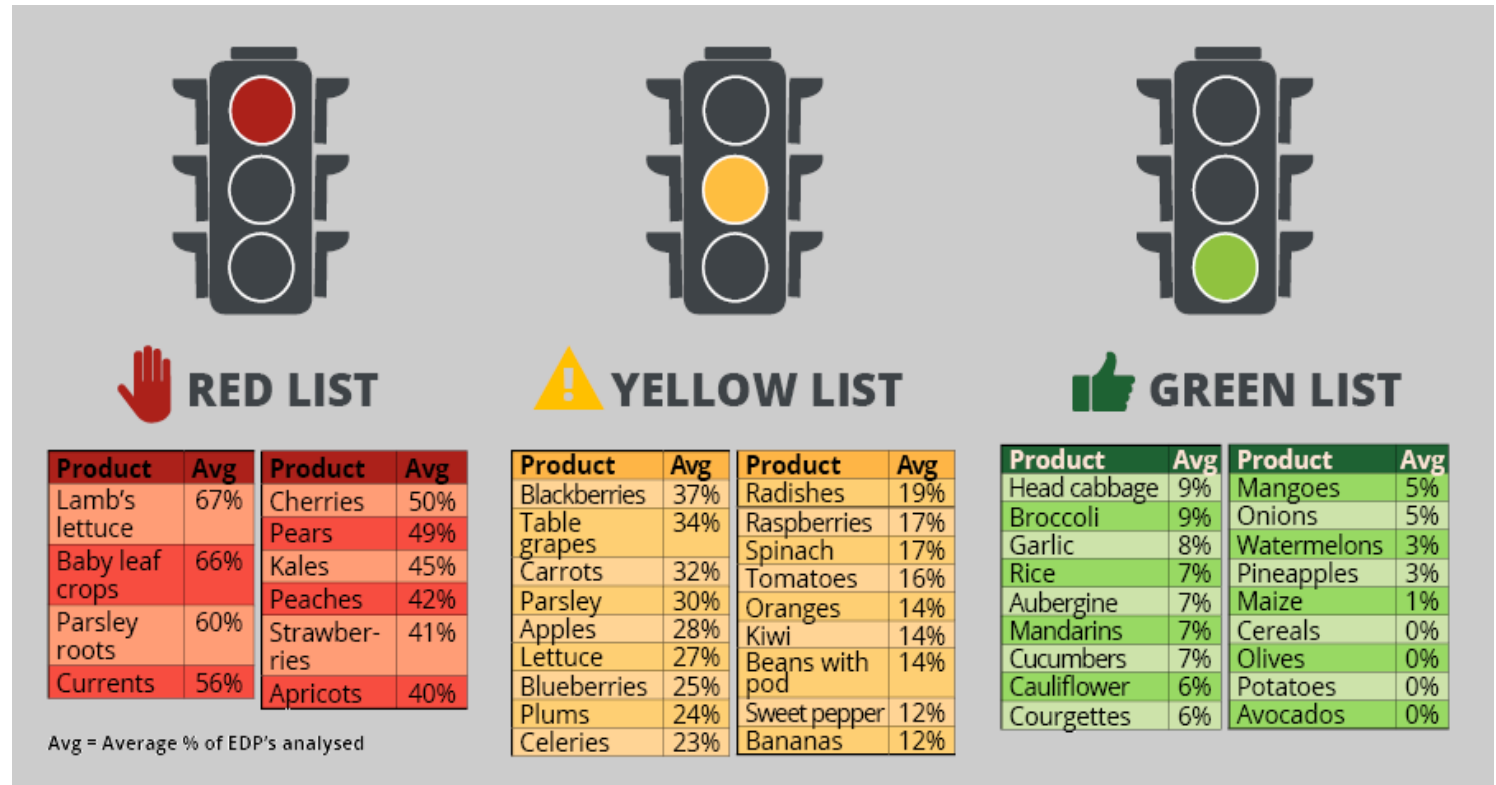 RED LIST
Product Avg
Lamb's 67%
lettuce
Baby leaf 66%
crops
Parsley 60%
roots
Currents 56%
Product Avg
Cherries 50%
Pears 49%
Kales 45%
Peaches 42%
Strawber- 41%
ries
Apricots 40%
Avg = Average % of EDP's analysed
YELLOW LIST
Product Avg
Blackberries 37%
Table 34%
grapes
Carrots 32%
Parsley 30%
Apples 28%
Lettuce 27%
Blueberries 25%
Plums 24%
Celeries 23%
Product Avg
Radishes 19%
Raspberries 17%
Spinach 17%
Tomatoes 16%
Oranges 14%
Kiwi 14%
Beans with 14%
pod
Sweet pepper 12%
Bananas 12%
GREEN LIST
Product Avg
Head cabbage 9%
Broccoli 9%
Garlic 8%
Rice 7%
Aubergine 7%
Mandarins 7%
Cucumbers 7%
Cauliflower 6%
Courgettes 6%
Product Avg
Mangoes 5%
Onions 5%
Watermelons 3%
Pineapples 3%
Maize 1%
Cereals 0%
Olives 0%
Potatoes 0%
Avocados 0%